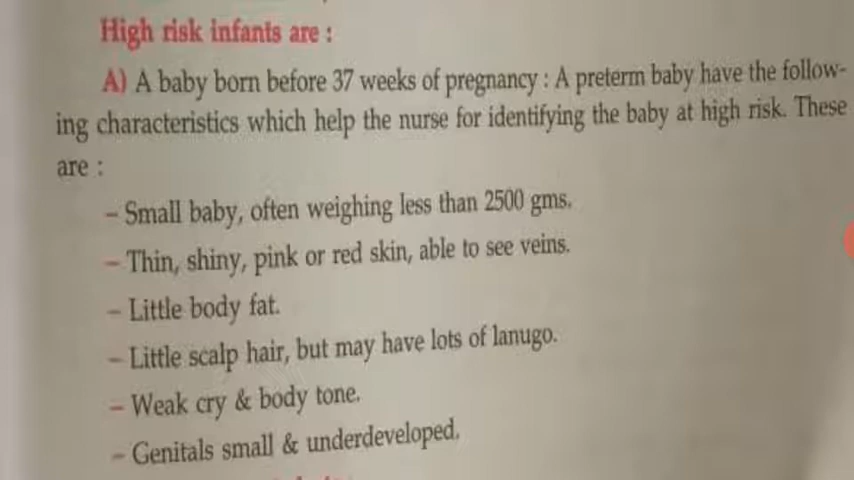 High risk infants are :
A) A baby born before 37 weeks of pregnancy : A preterm baby have the follow-
ing characteristics which help the nurse for identifying the baby at high risk. These
are :
– Small baby, often weighing less than 2500 gms.
– Thin, shiny, pink or red skin, able to see veins.
– Little body fat.
– Little scalp hair, but may have lots of lanugo.
– Weak cry & body tone.
– Genitals small & underdeveloped.